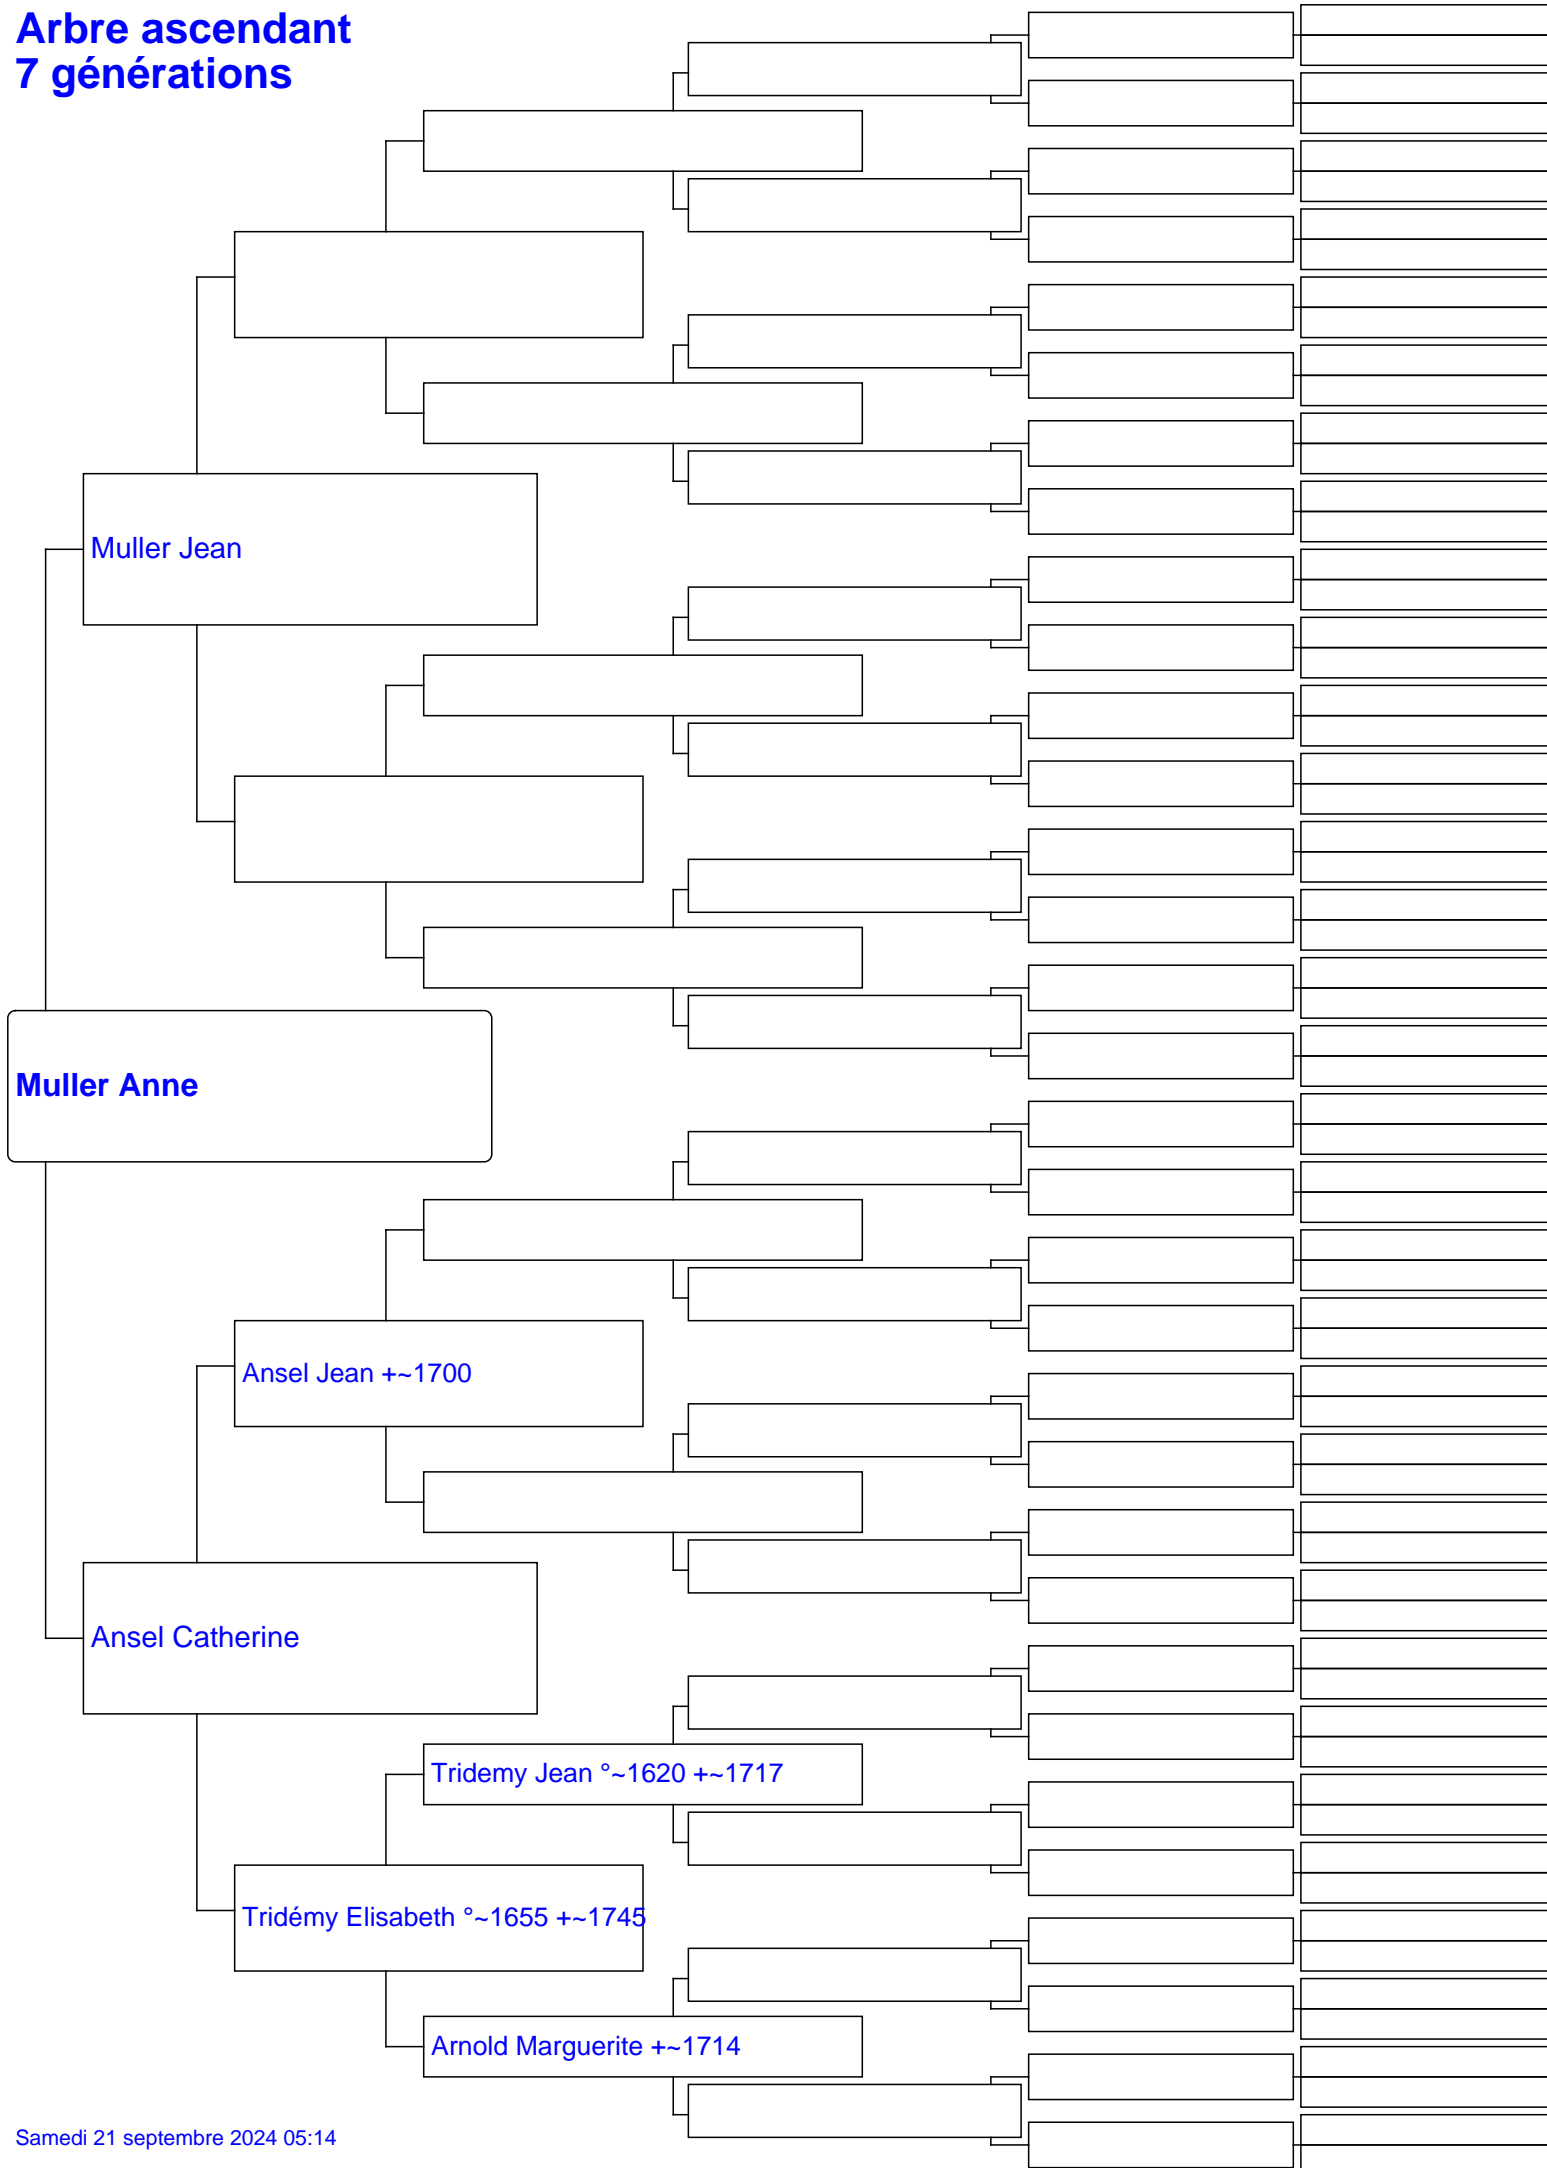 Arbre ascendant
7 générations
Muller Jean
Muller Anne
Ansel Jean +~1700
Ansel Catherine
Tridemy Jean °~1620 +~1717
Tridémy Elisabeth °~1655 +~1745
Arnold Marguerite +~1714
Samedi 21 septembre 2024 05:14